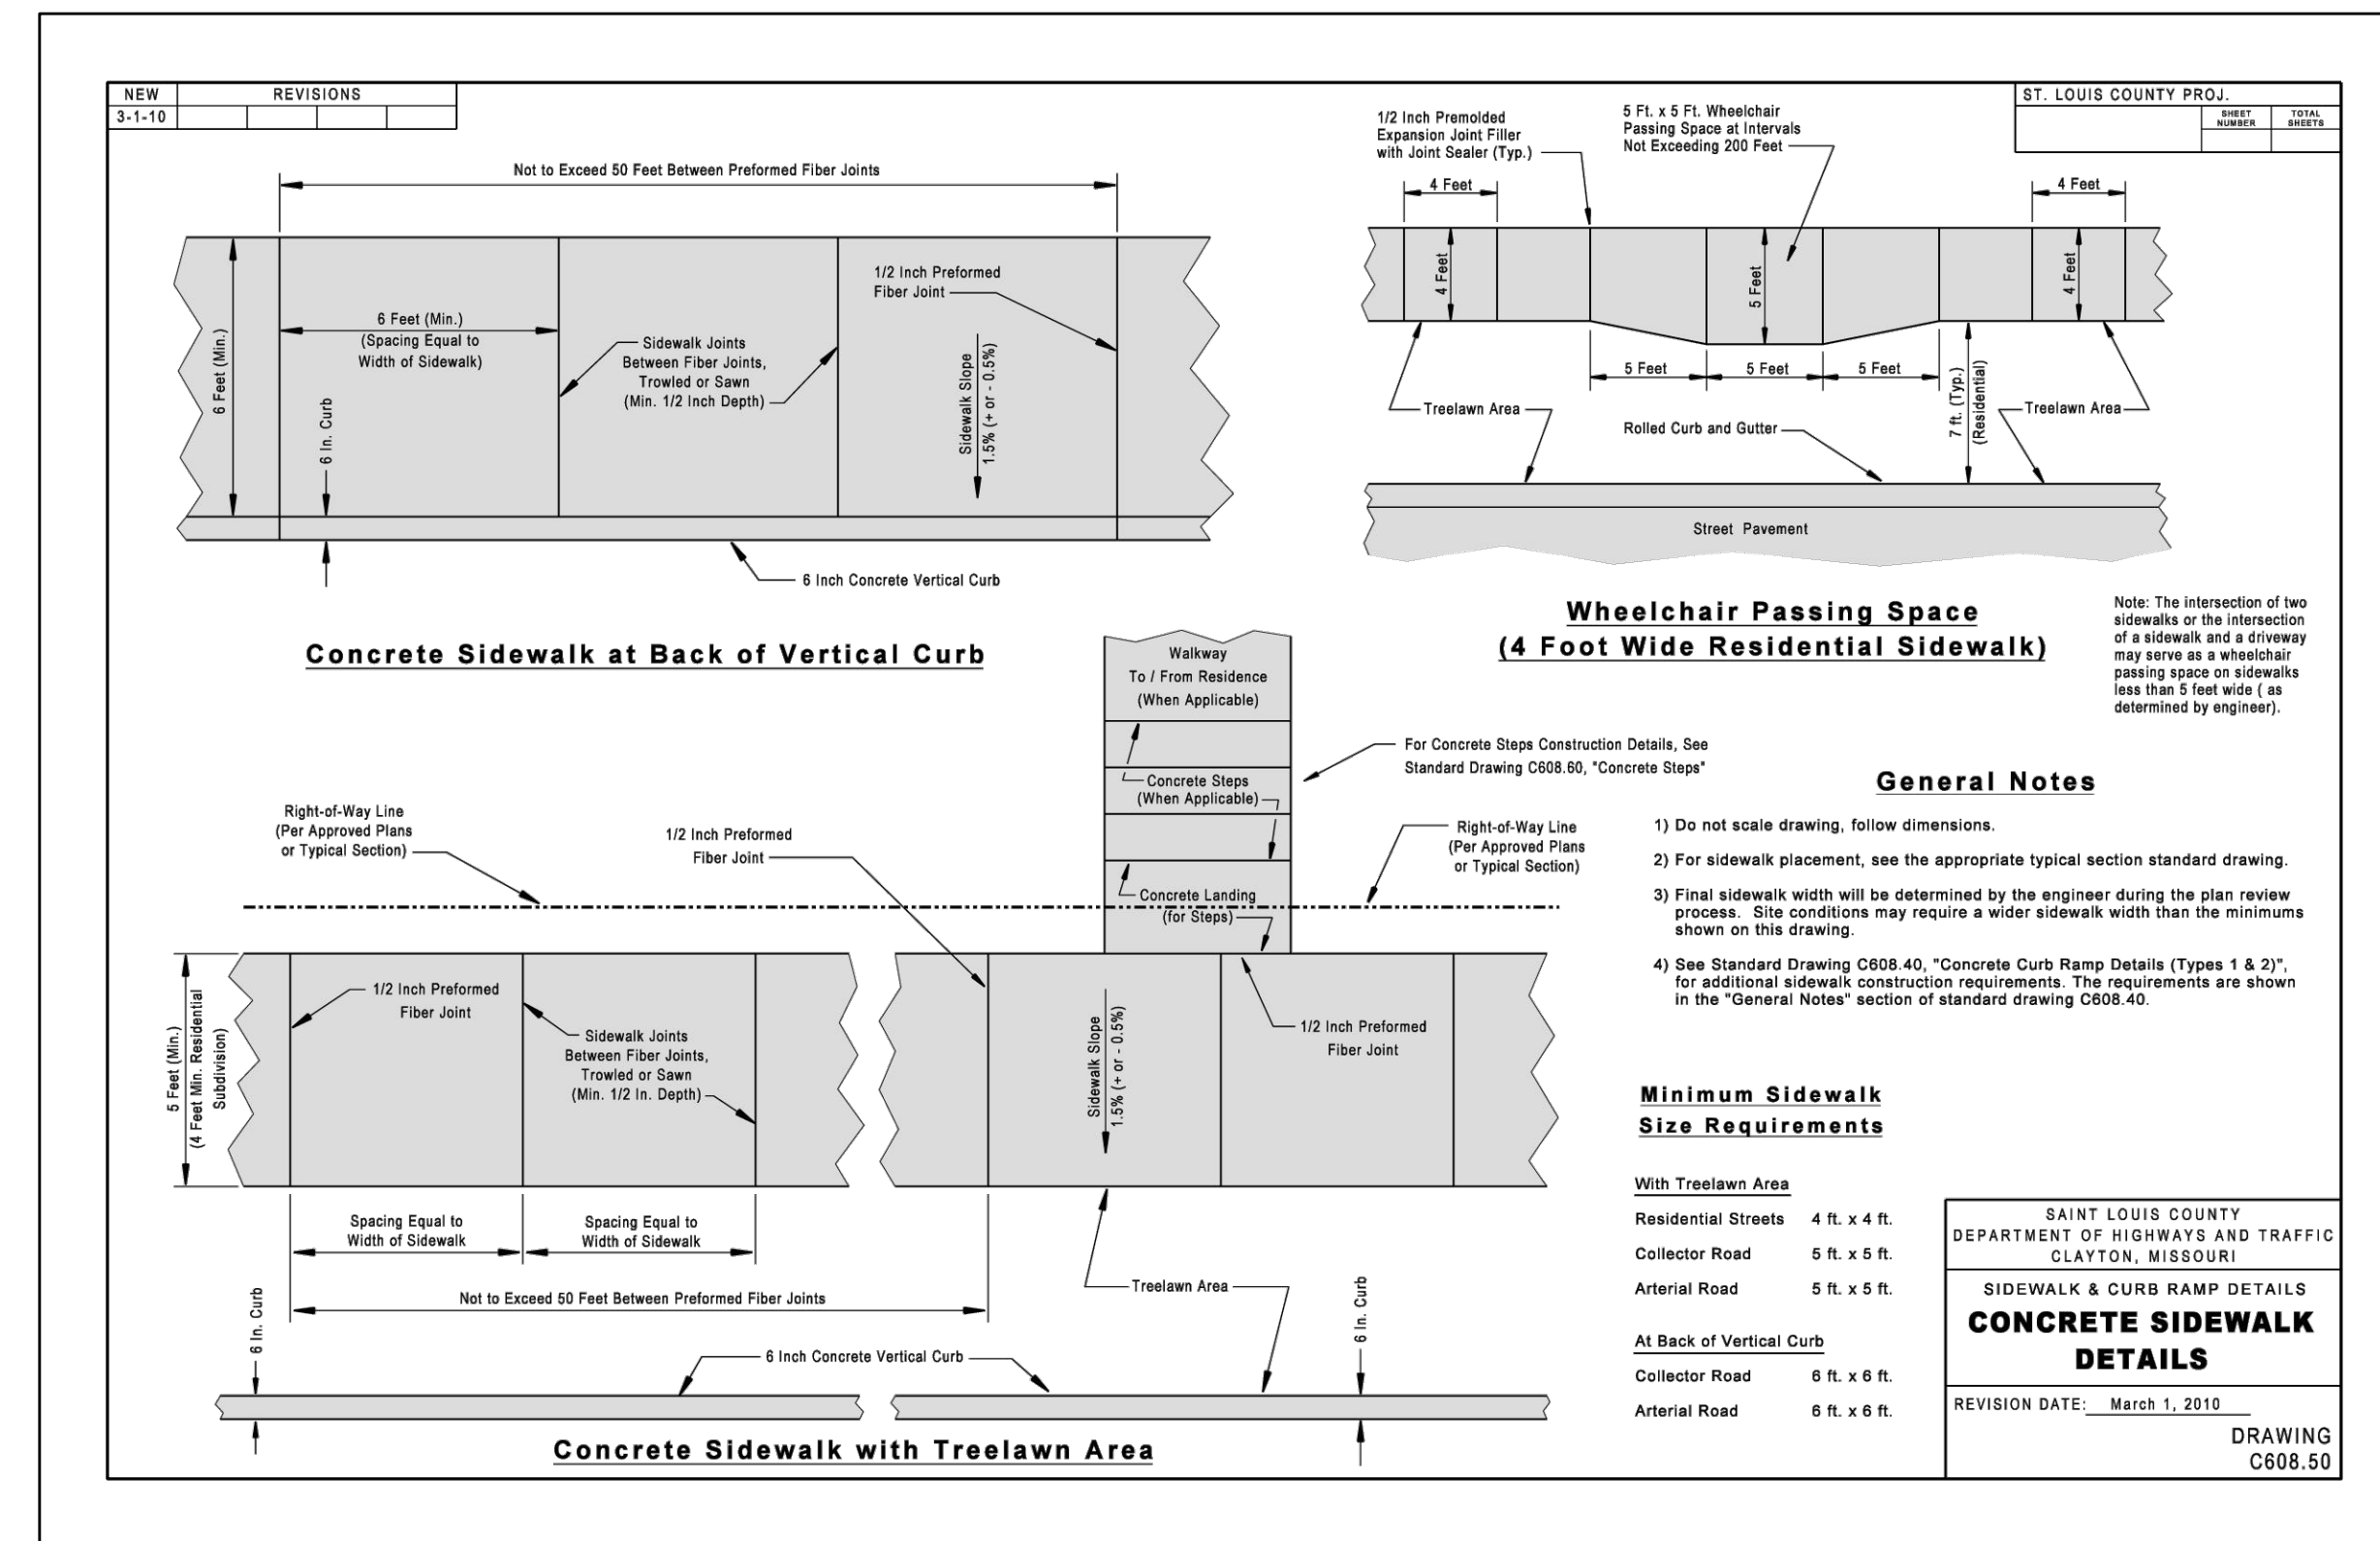 NEW
REVISIONS
3-1-10
ST. LOUIS COUNTY PROJ.
SHEET
NUMBER
TOTAL
SHEETS
Not to Exceed 50 Feet Between Preformed Fiber Joints
6 Feet (Min.)
6 Feet (Min.)
(Spacing Equal to
Width of Sidewalk)
6 In. Curb
Sidewalk Joints
Between Fiber Joints,
Trowled or Sawn
(Min. 1/2 Inch Depth)
1/2 Inch Preformed
Fiber Joint
Sidewalk Slope
1.5% (+ or - 0.5%)
6 Inch Concrete Vertical Curb
Concrete Sidewalk at Back of Vertical Curb
1/2 Inch Premolded
Expansion Joint Filler
with Joint Sealer (Typ.)
5 Ft. x 5 Ft. Wheelchair
Passing Space at Intervals
Not Exceeding 200 Feet
4 Feet
4 Feet
4 Feet
5 Feet
4 Feet
5 Feet
5 Feet
5 Feet
7 ft. (Typ.)
(Residential)
Treelawn Area
Treelawn Area
Rolled Curb and Gutter
Street Pavement
Wheelchair Passing Space
(4 Foot Wide Residential Sidewalk)
Note: The intersection of two
sidewalks or the intersection
of a sidewalk and a driveway
may serve as a wheelchair
passing space on sidewalks
less than 5 feet wide ( as
determined by engineer).
Walkway
To / From Residence
(When Applicable)
Concrete Steps
(When Applicable)
Concrete Landing
(for Steps)
For Concrete Steps Construction Details, See
Standard Drawing C608.60, "Concrete Steps"
Right-of-Way Line
(Per Approved Plans
or Typical Section)
1/2 Inch Preformed
Fiber Joint
Right-of-Way Line
(Per Approved Plans
or Typical Section)
5 Feet (Min.)
(4 Feet Min. Residential
Subdivision)
1/2 Inch Preformed
Fiber Joint
Sidewalk Joints
Between Fiber Joints,
Trowled or Sawn
(Min. 1/2 In. Depth)
Sidewalk Slope
1.5% (+ or - 0.5%)
1/2 Inch Preformed
Fiber Joint
Spacing Equal to
Width of Sidewalk
Spacing Equal to
Width of Sidewalk
Not to Exceed 50 Feet Between Preformed Fiber Joints
Treelawn Area
6 In. Curb
6 In. Curb
6 Inch Concrete Vertical Curb
Concrete Sidewalk with Treelawn Area
General Notes
1) Do not scale drawing, follow dimensions.
2) For sidewalk placement, see the appropriate typical section standard drawing.
3) Final sidewalk width will be determined by the engineer during the plan review
process. Site conditions may require a wider sidewalk width than the minimums
shown on this drawing.
4) See Standard Drawing C608.40, "Concrete Curb Ramp Details (Types 1 & 2)",
for additional sidewalk construction requirements. The requirements are shown
in the "General Notes" section of standard drawing C608.40.
Minimum Sidewalk
Size Requirements
With Treelawn Area
Residential Streets 4 ft. x 4 ft.
Collector Road 5 ft. x 5 ft.
Arterial Road 5 ft. x 5 ft.
At Back of Vertical Curb
Collector Road 6 ft. x 6 ft.
Arterial Road 6 ft. x 6 ft.
SAINT LOUIS COUNTY
DEPARTMENT OF HIGHWAYS AND TRAFFIC
CLAYTON, MISSOURI
SIDEWALK & CURB RAMP DETAILS
CONCRETE SIDEWALK
DETAILS
REVISION DATE: March 1, 2010
DRAWING
C608.50